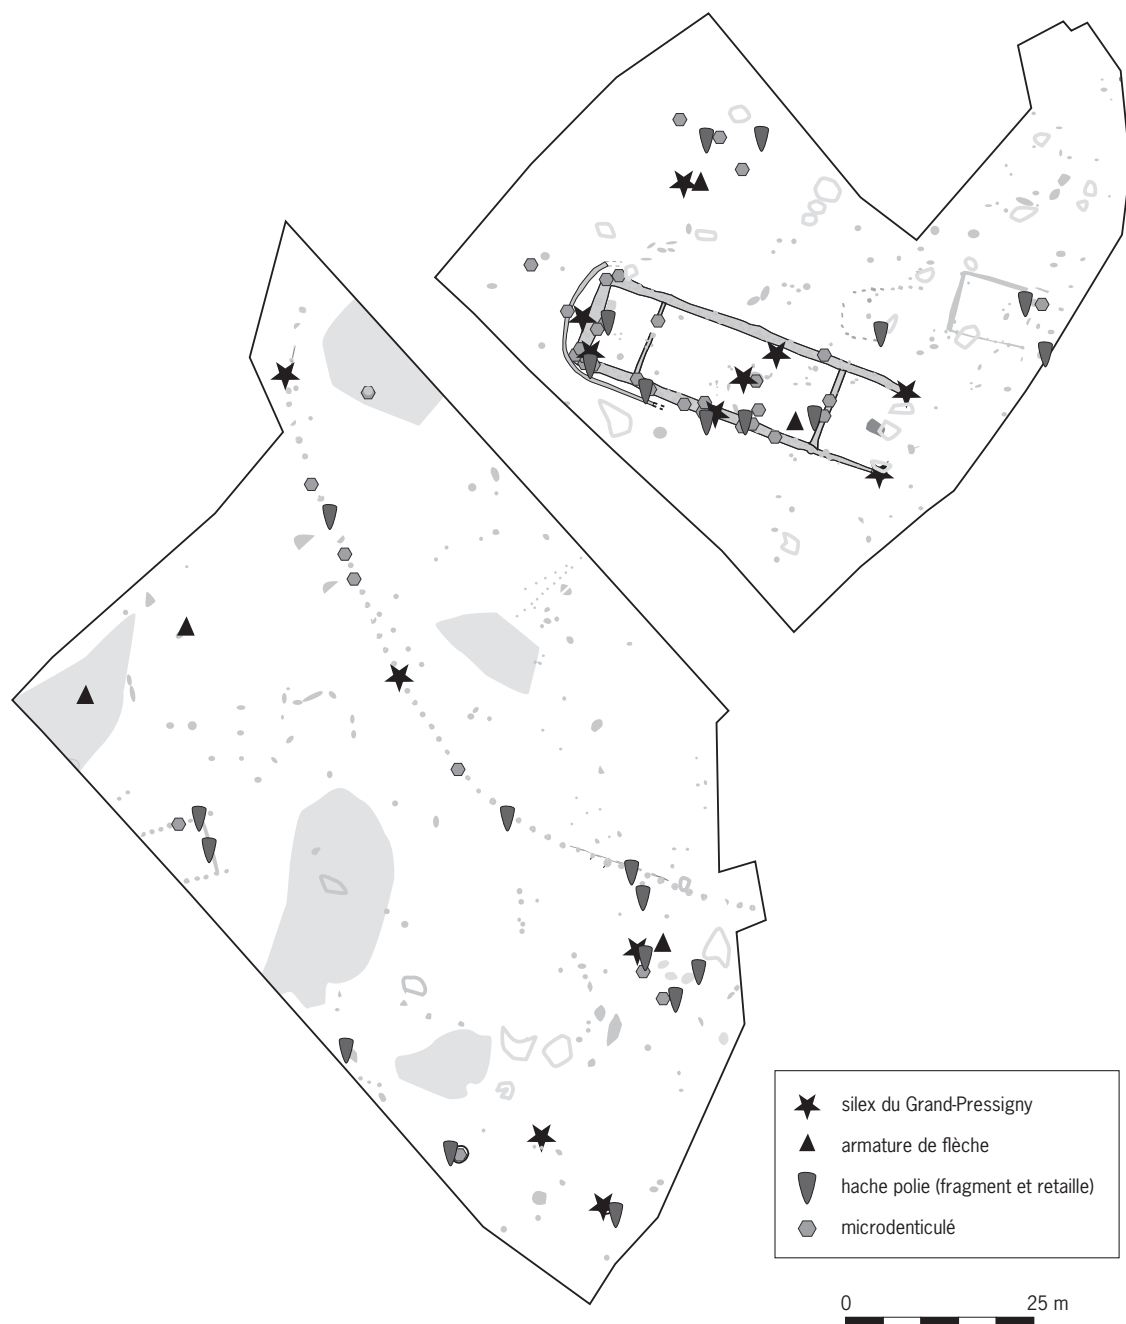 silex du Grand-Pressigny
armature de flèche
hache polie (fragment et retaille)
microdenticulé
0 25 m